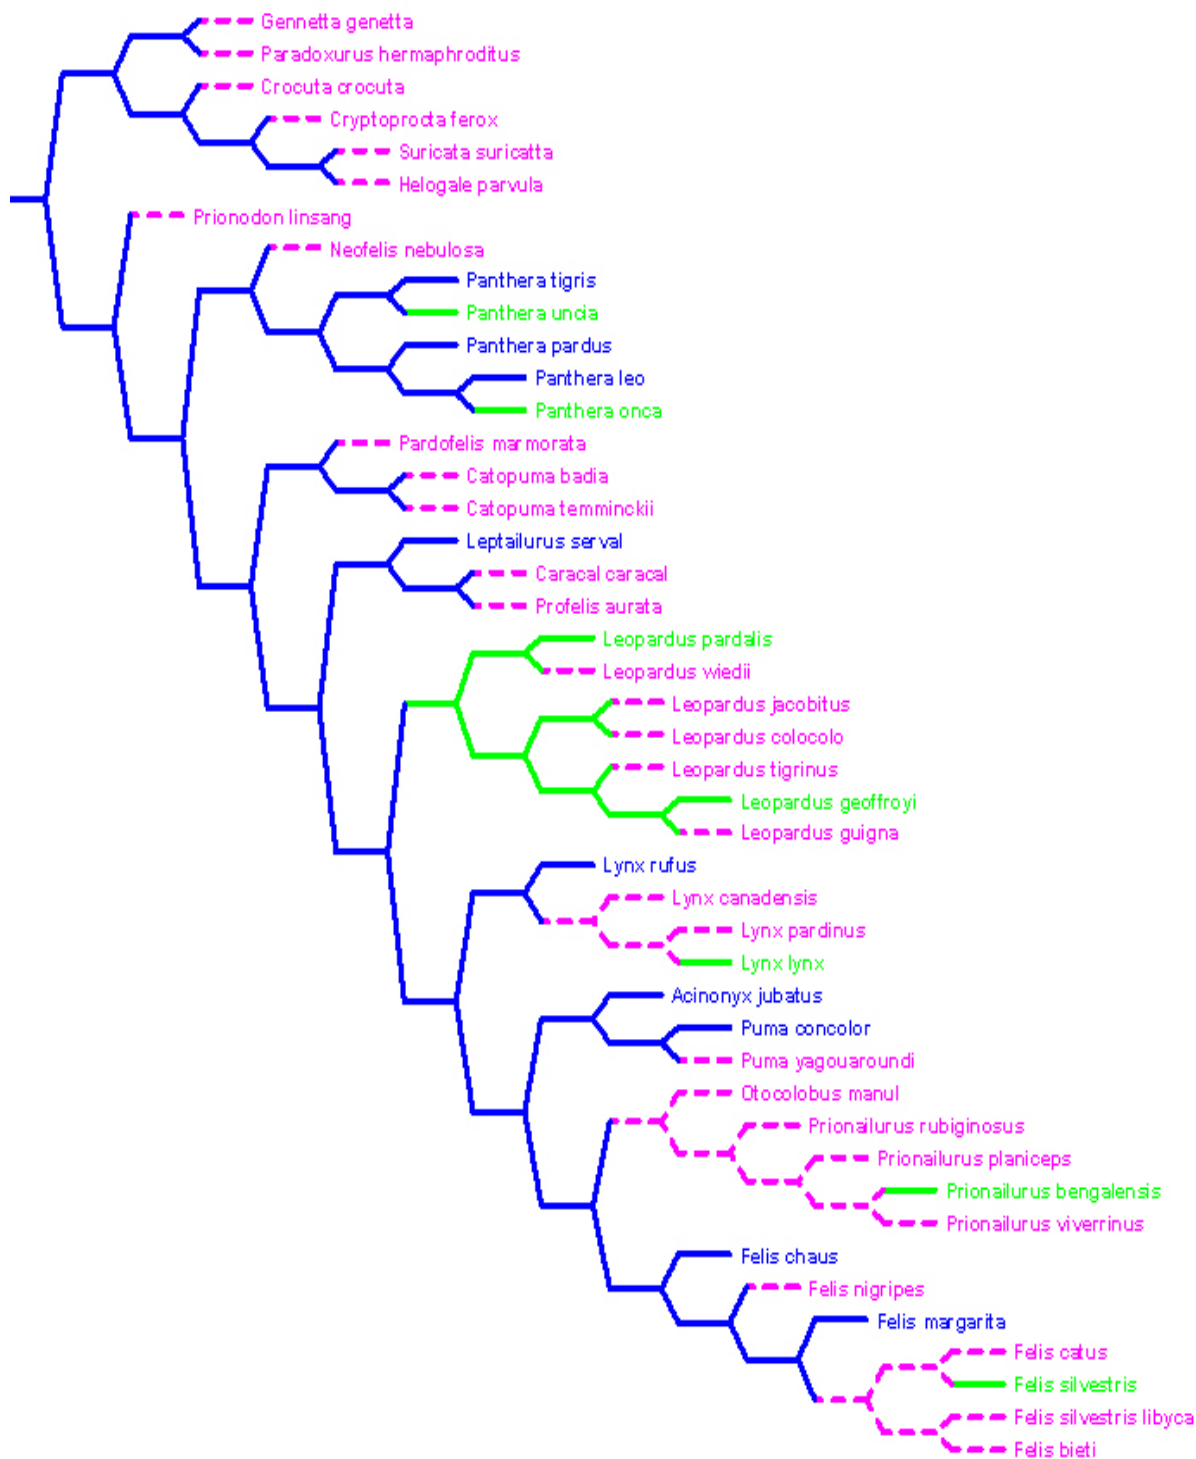 Gennetta genetta
Paradoxurus hermaphroditus
Crocuta crocuta
Cryptoprocta ferox
Suricata suricatta
Helogale parvula
Prionodon linsang
Neofelis nebulosa
Panthera tigris
Panthera uncia
Panthera pardus
Panthera leo
Panthera onca
Pardofelis marmorata
Catopuma badia
Catopuma temminckii
Leptailurus serval
Caracal caracal
Profelis aurata
Leopardus pardalis
Leopardus wiedii
Leopardus jacobitus
Leopardus colocolo
Leopardus tigrinus
Leopardus geoffroyi
Leopardus guigna
Lynx rufus
Lynx canadensis
Lynx pardinus
Lynx lynx
Acinonyx jubatus
Puma concolor
Puma yagouaroundi
Otocolobus manul
Prionailurus rubiginosus
Prionailurus planiceps
Prionailurus bengalensis
Prionailurus viverrinus
Felis chaus
Felis nigripes
Felis margarita
Felis catus
Felis silvestris
Felis silvestris libyca
Felis bieti